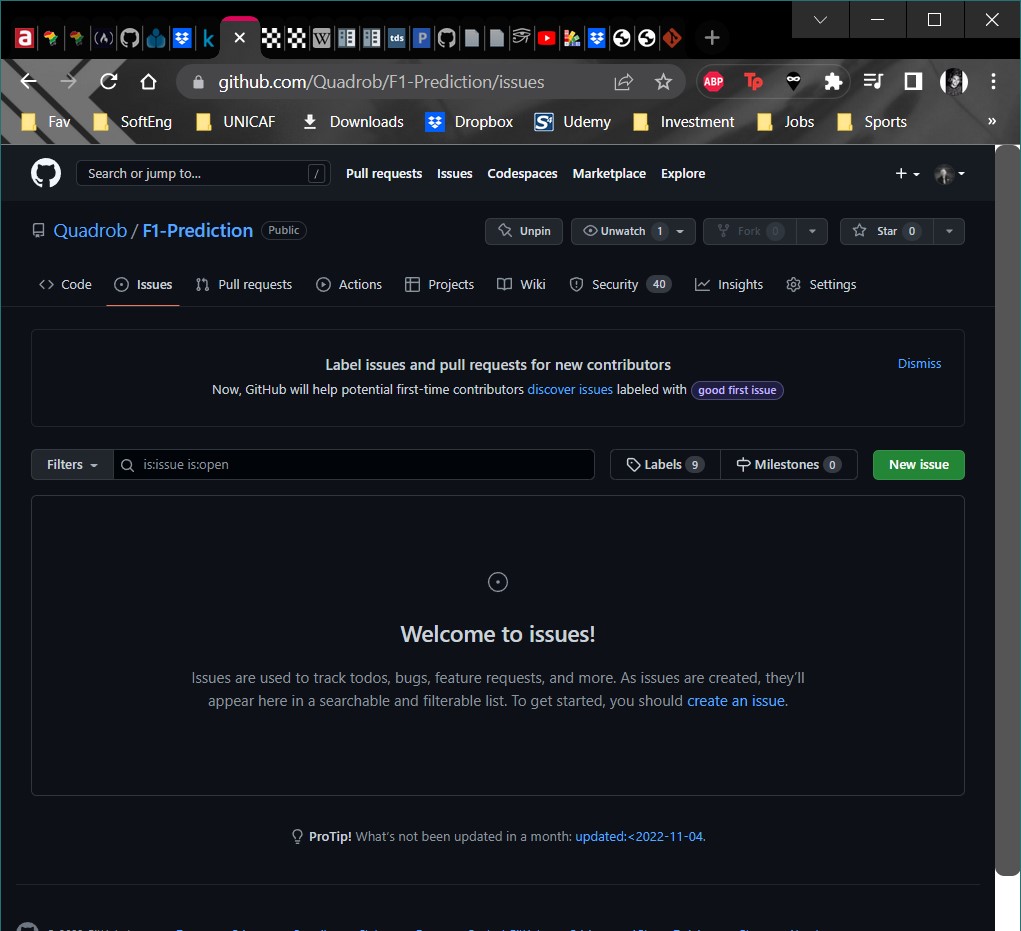 a
k
W
tds
P
github.com/Quadrob/F1-Prediction/issues
ABP
Tp
Fav
SoftEng
UNICAF
Downloads
Dropbox
Udemy
Investment
Jobs
Sports
»
Search or jump to...
/
Pull requests
Issues
Codespaces
Marketplace
Explore
Quadrob / F1-Prediction
Public
Unpin
Unwatch 1
Fork 0
Star 0
Code
Issues
Pull requests
Actions
Projects
Wiki
Security 40
Insights
Settings
Label issues and pull requests for new contributors
Dismiss
Now, GitHub will help potential first-time contributors discover issues labeled with good first issue
Filters
is:issue is:open
Labels 9
Milestones 0
New issue
Welcome to issues!
Issues are used to track todos, bugs, feature requests, and more. As issues are created, they'll
appear here in a searchable and filterable list. To get started, you should create an issue.
ProTip! What's not been updated in a month: updated:<2022-11-04.